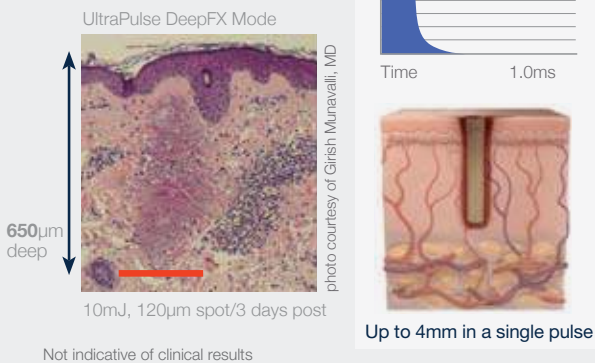 UltraPulse DeepFX Mode
photo courtesy of Girish Munavalli, MD
650μm
deep
10mJ, 120μm spot/3 days post
Not indicative of clinical results
Time 1.0ms
Up to 4mm in a single pulse